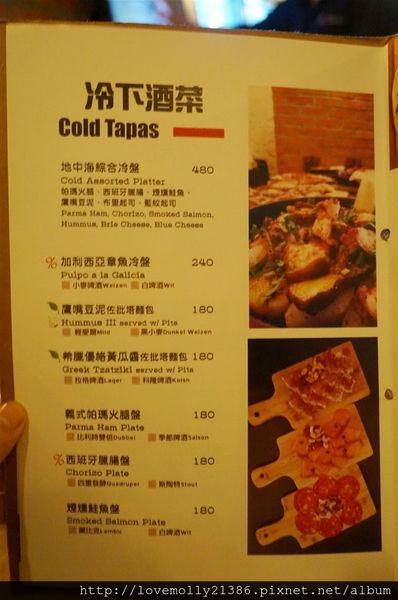 冷下酒菜
Cold Tapas
地中海綜合冷盤 480
Cold Assorted Platter
帕瑪火腿、西班牙臘腸、煙燻鮭魚、
鷹嘴豆泥、布里起司、藍紋起司
Parma Ham, Chorizo, Smoked Salmon,
Hummus, Brie Cheese, Blue Cheese
加利西亞章魚冷盤 240
Pulpo a la Galicia
小麥啤酒Weizen 白啤酒Wit
鷹嘴豆泥佐批塔麵包 180
Hummus III served w/ Pita
輕愛爾Mild 黑小麥Dunkel Weizen
希臘優格黃瓜醬佐批塔麵包 180
Greek Tzatziki served w/ Pita
拉格啤酒Lager 科隆啤酒Kolsh
義式帕瑪火腿盤 180
Parma Ham Plate
比利時雙倍Dubbel 季節啤酒Saison
西班牙臘腸盤 180
Chorizo Plate
四重發酵Quadrupel 斯陶特Stout
煙燻鮭魚盤 180
Smoked Salmon Plate
蘭比克Lambic 白啤酒Wit
http://lovemolly21386.pixnet.net/album